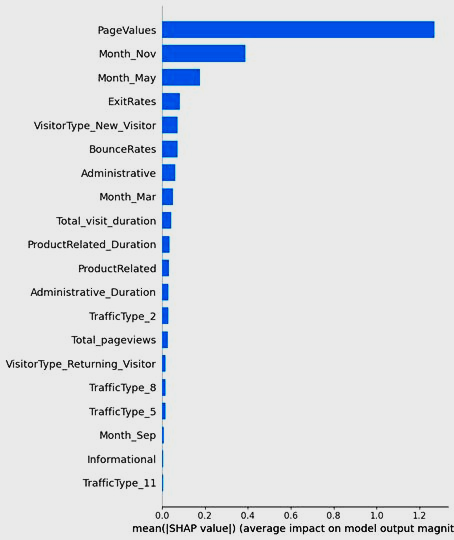 PageValues
Month_Nov
Month_May
ExitRates
VisitorType_New_Visitor
BounceRates
Administrative
Month_Mar
Total_visit_duration
ProductRelated_Duration
ProductRelated
Administrative_Duration
TrafficType_2
Total_pageviews
VisitorType_Returning_Visitor
TrafficType_8
TrafficType_5
Month_Sep
Informational
TrafficType_11
0.0 0.2 0.4 0.6 0.8 1.0 1.2
mean(|SHAP value|) (average impact on model output magnit